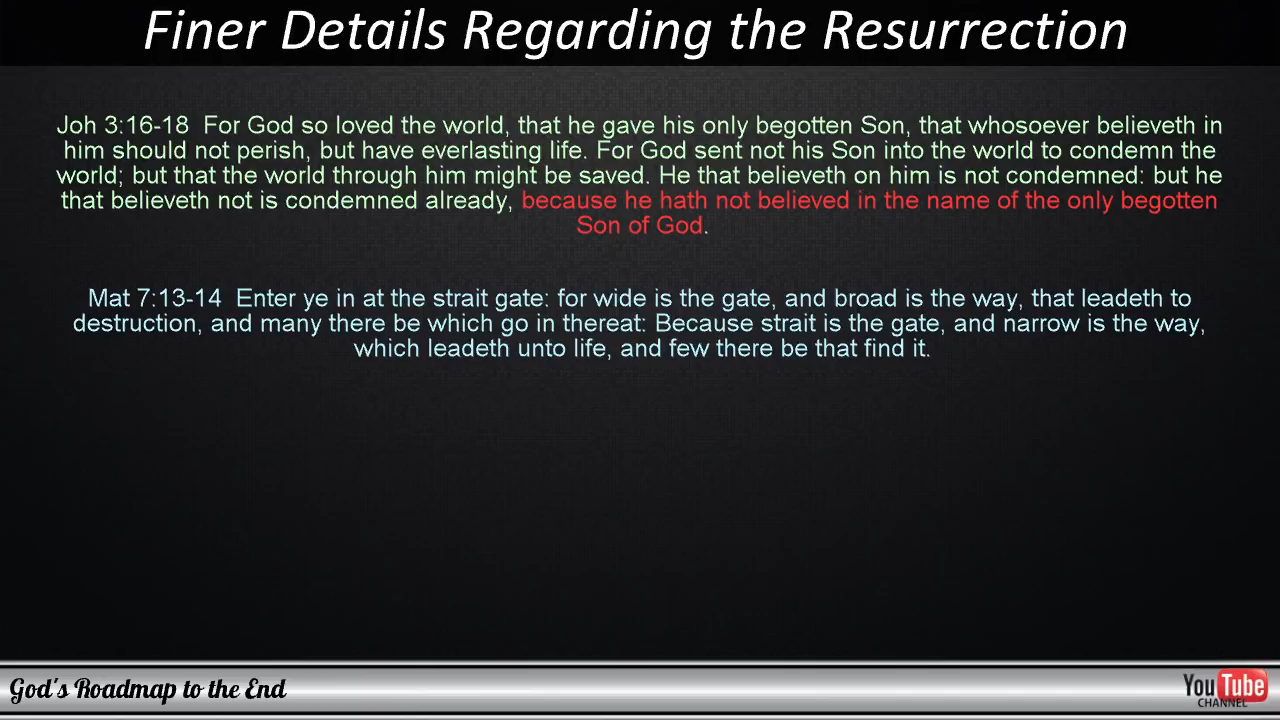 Finer Details Regarding the Resurrection
Joh 3:16-18  For God so loved the world, that he gave his only begotten Son, that whosoever believeth in
him should not perish, but have everlasting life. For God sent not his Son into the world to condemn the
world; but that the world through him might be saved. He that believeth on him is not condemned: but he
that believeth not is condemned already, because he hath not believed in the name of the only begotten
Son of God.
Mat 7:13-14  Enter ye in at the strait gate: for wide is the gate, and broad is the way, that leadeth to
destruction, and many there be which go in thereat: Because strait is the gate, and narrow is the way,
which leadeth unto life, and few there be that find it.
God's Roadmap to the End
YouTube
CHANNEL